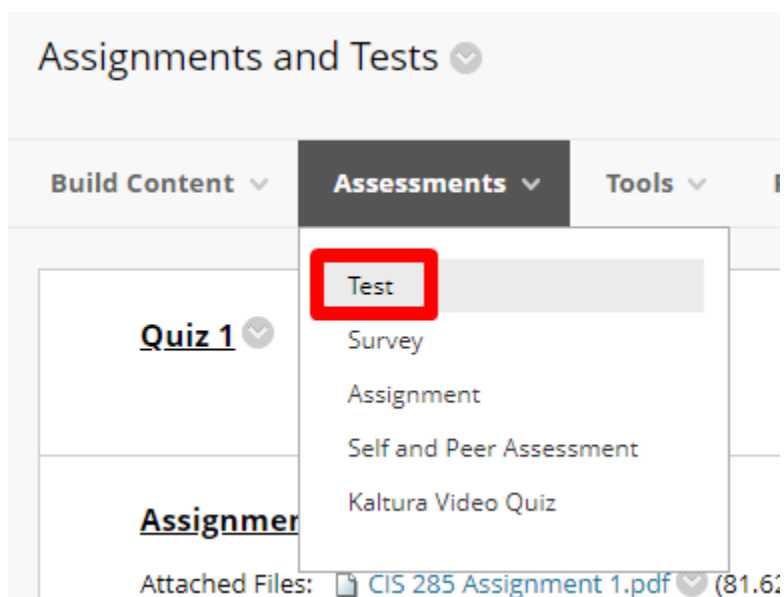 Assignments and Tests
Build Content Assessments Tools
Test
Quiz 1
Survey
Assignment
Self and Peer Assessment
Kaltura Video Quiz
Attached Files: CIS 285 Assignment 1.pdf (81.62